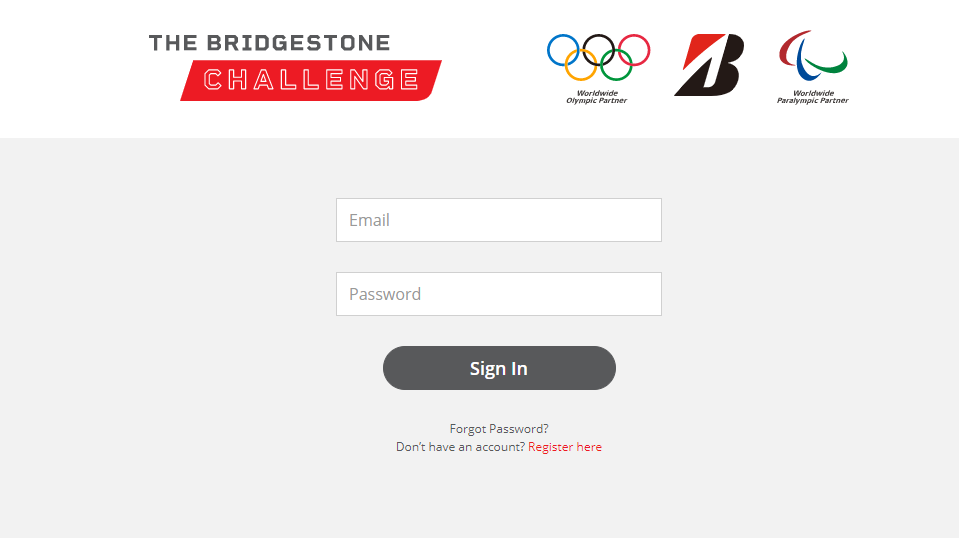 THE BRIDGESTONE
CHALLENGE
Worldwide
Olympic Partner
B
Worldwide
Paralympic Partner
Email
Password
Sign In
Forgot Password?
Don't have an account? Register here